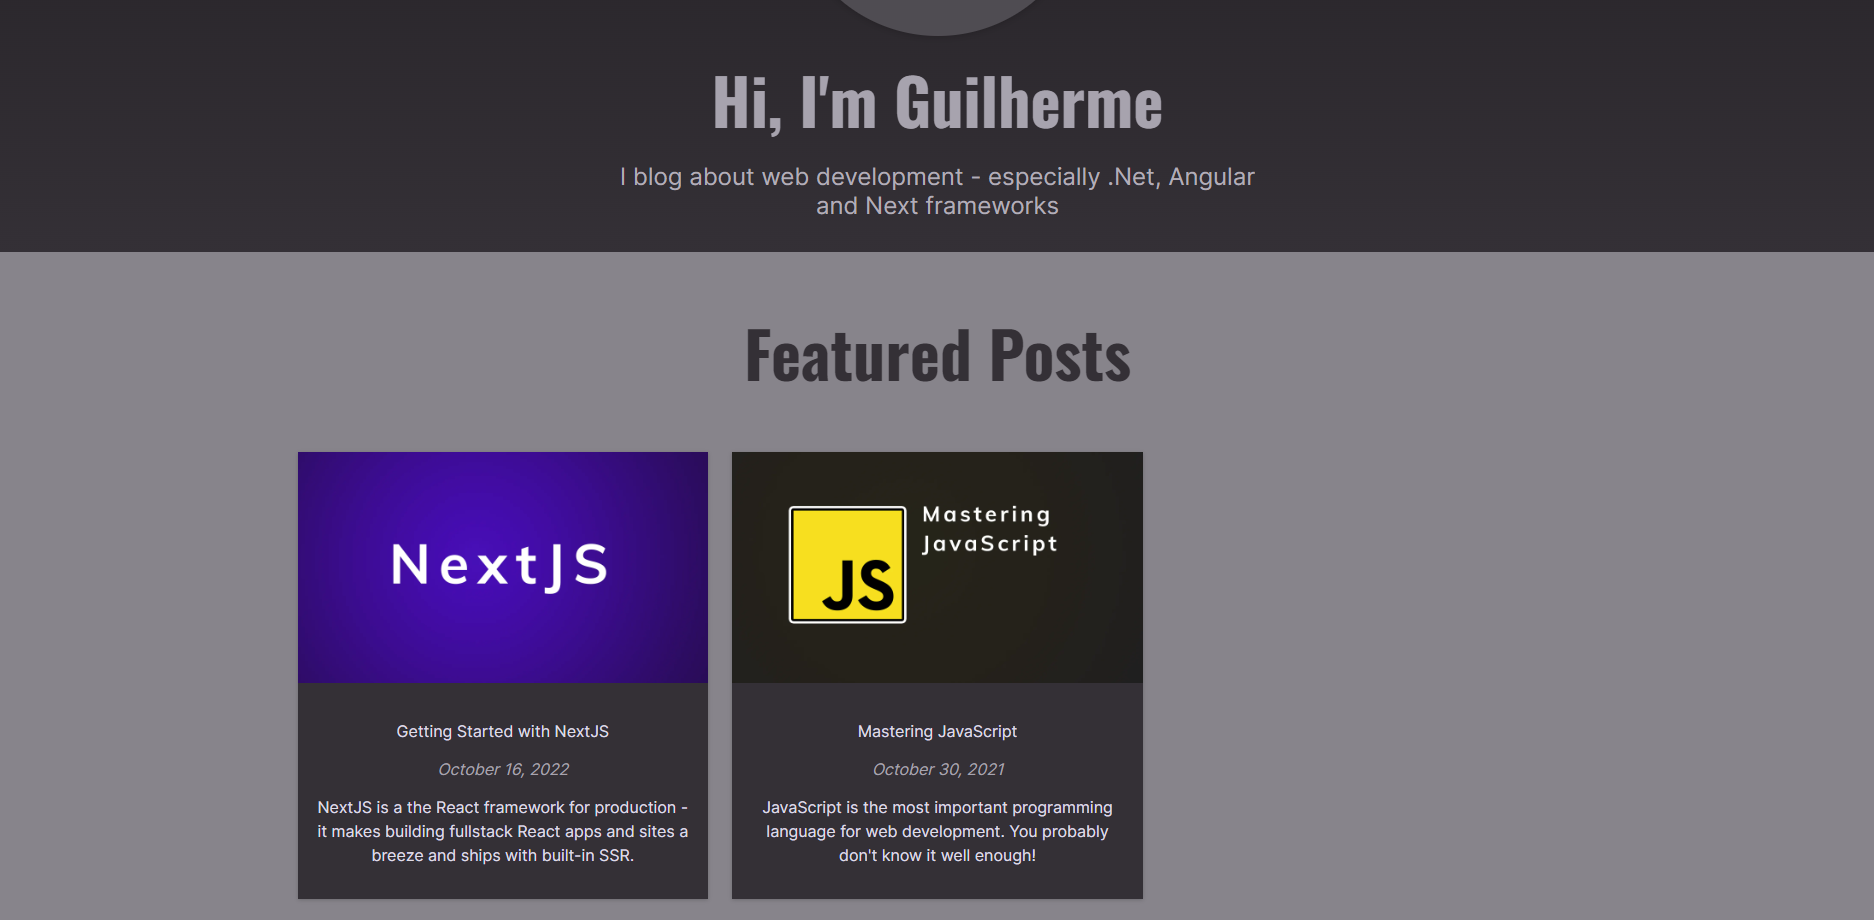 Hi, I'm Guilherme
I blog about web development - especially .Net, Angular
and Next frameworks
Featured Posts
NextJS
Getting Started with NextJS
October 16, 2022
NextJS is a the React framework for production -
it makes building fullstack React apps and sites a
breeze and ships with built-in SSR.
Mastering
JavaScript
JS
Mastering JavaScript
October 30, 2021
JavaScript is the most important programming
language for web development. You probably
don't know it well enough!